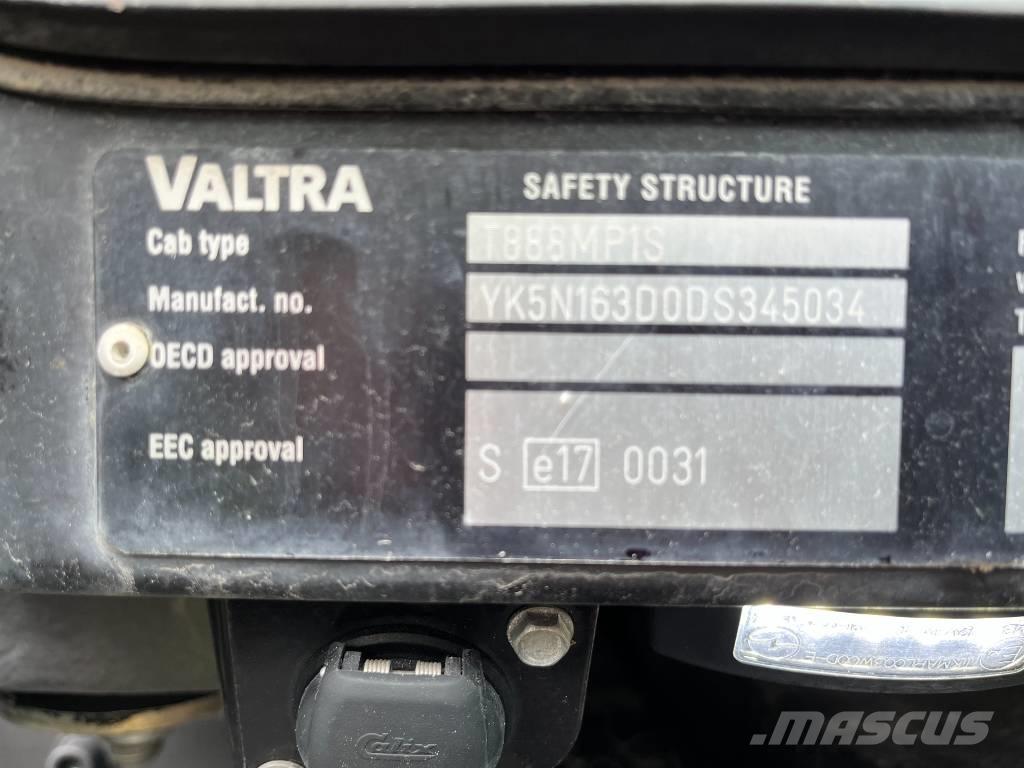 VALTRA
SAFETY STRUCTURE
Cab type T888MP1S
Manufact. no. YK5N163D0DS345034
OECD approval
EEC approval S e17 0031
Calix
MASCUS